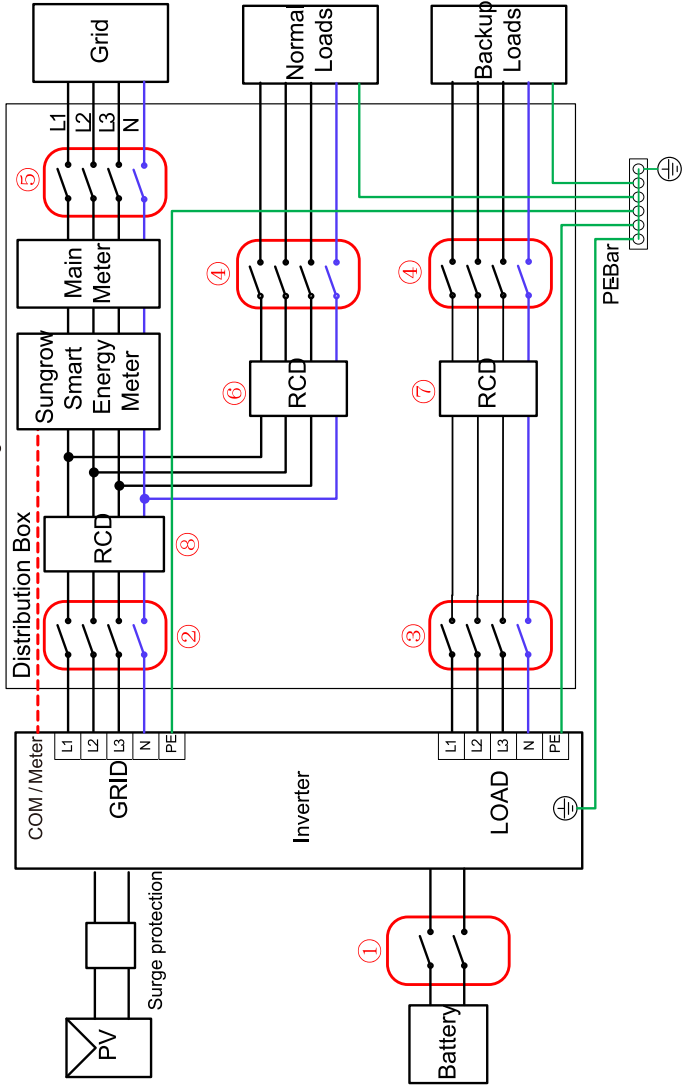 Grid
Normal
Loads
Backup
Loads
L1
L2
L3
N
⑤
Main
Meter
④
④
PE-Bar
Sungrow
Smart
Energy
Meter
⑥
RCD
⑦
RCD
Distribution Box
RCD
⑧
②
③
COM / Meter
L1
L2
L3
N
PE
GRID
Inverter
L1
L2
L3
N
PE
LOAD
Surge protection
①
PV
Battery